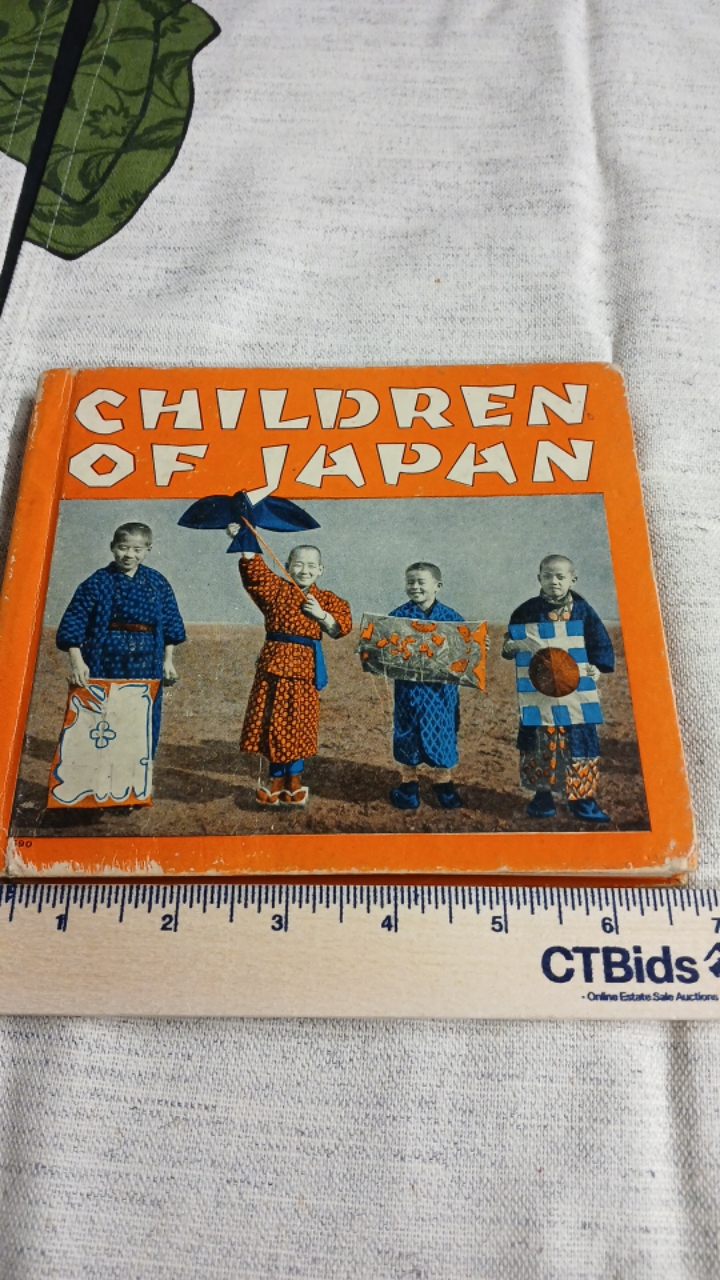 CHILDREN
OF JAPAN
1 2 3 4 5 6 7
CTBids
- Online Estate Sale Auctions